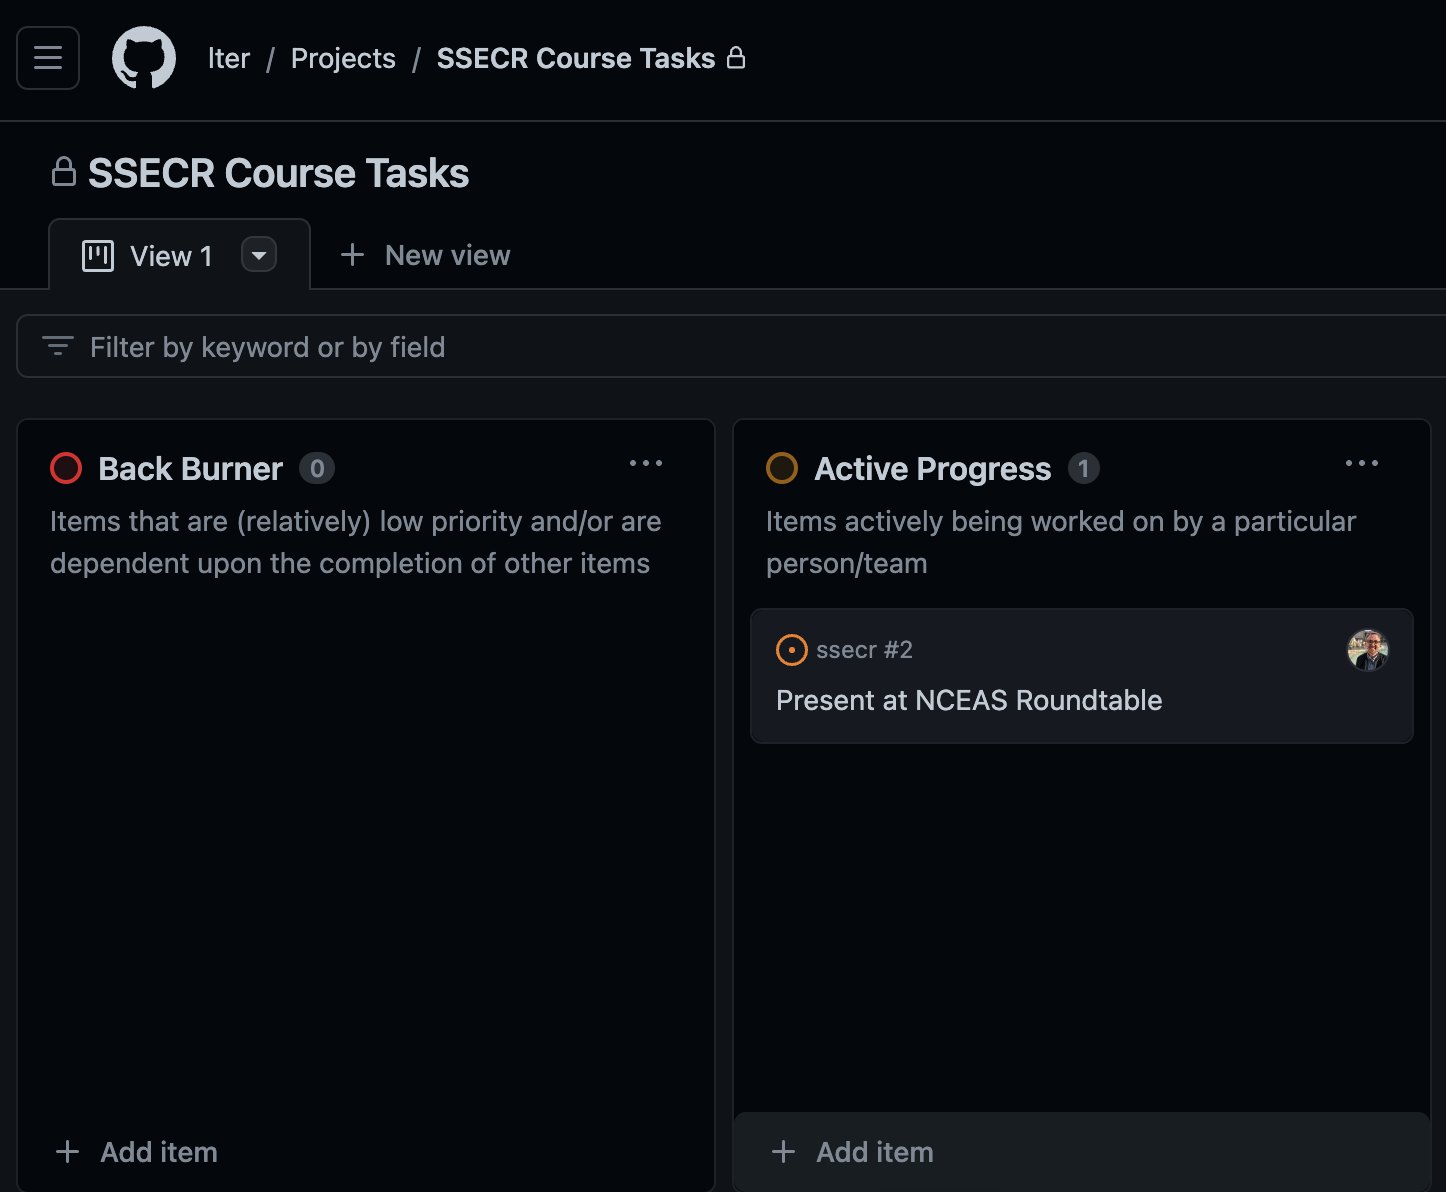 lter / Projects / SSECR Course Tasks
SSECR Course Tasks
View 1
New view
Filter by keyword or by field
Back Burner 0
Items that are (relatively) low priority and/or are
dependent upon the completion of other items
Add item
Active Progress 1
Items actively being worked on by a particular
person/team
ssecr #2
Present at NCEAS Roundtable
Add item